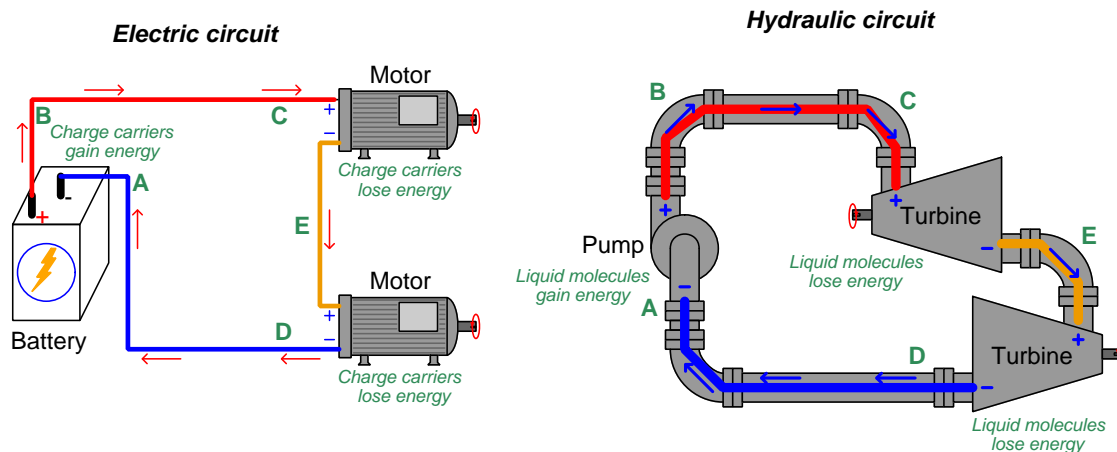 Electric circuit
Motor
B
C
+
-
Charge carriers
gain energy
A
-
+
Charge carriers
lose energy
E
Motor
+
-
D
Battery
Charge carriers
lose energy
Hydraulic circuit
B
C
+
+
Turbine
Pump
-
-
E
Liquid molecules
gain energy
Liquid molecules
lose energy
A
+
D
Turbine
-
Liquid molecules
lose energy